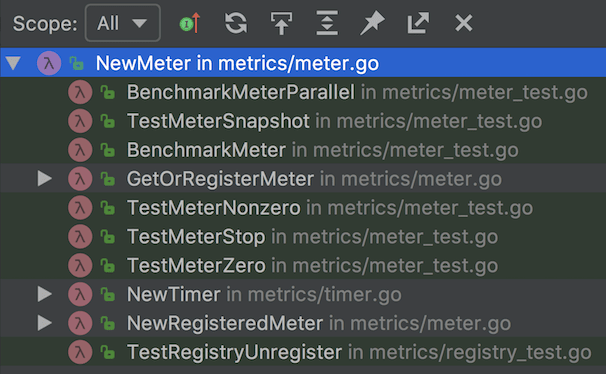 Scope: All
NewMeter in metrics/meter.go
BenchmarkMeterParallel in metrics/meter_test.go
TestMeterSnapshot in metrics/meter_test.go
BenchmarkMeter in metrics/meter_test.go
GetOrRegisterMeter in metrics/meter.go
TestMeterNonzero in metrics/meter_test.go
TestMeterStop in metrics/meter_test.go
TestMeterZero in metrics/meter_test.go
NewTimer in metrics/timer.go
NewRegisteredMeter in metrics/meter.go
TestRegistryUnregister in metrics/registry_test.go